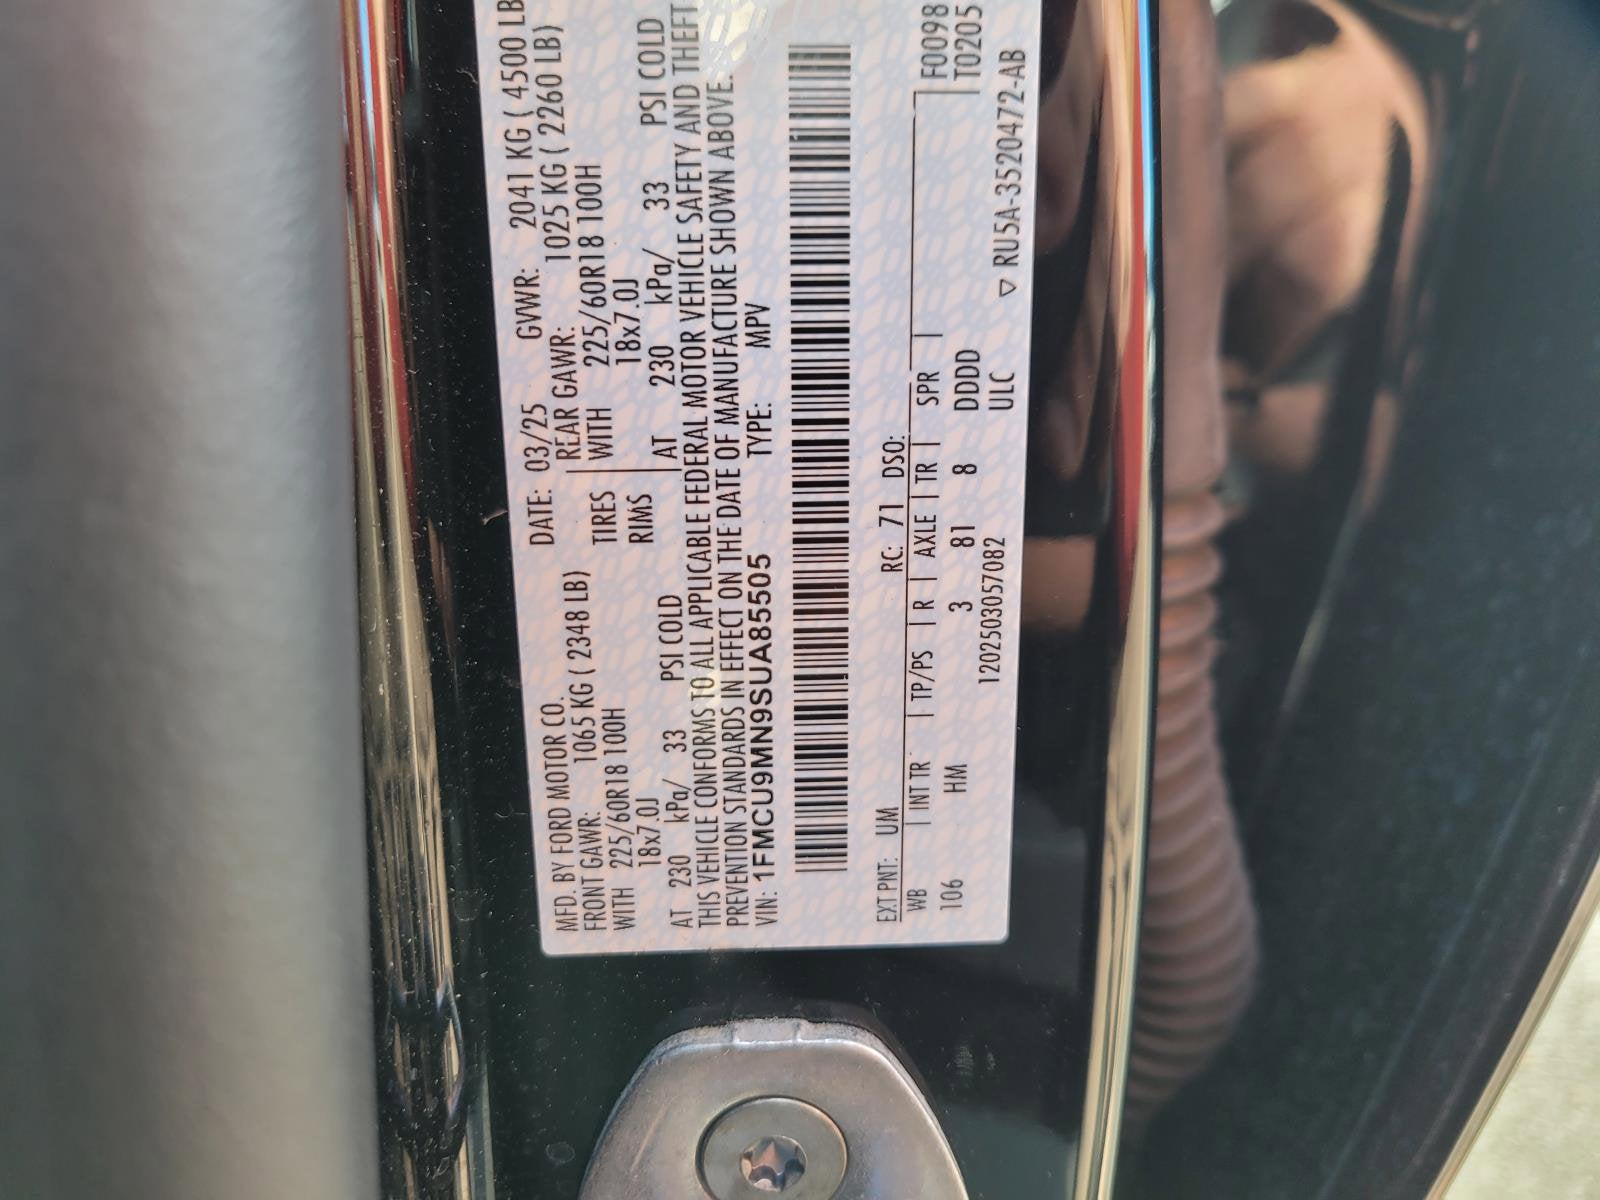 MFD. BY FORD MOTOR CO. DATE: 03/25 GVWR: 2041 KG ( 4500 LB
FRONT GAWR: 1065 KG ( 2348 LB) REAR GAWR: 1025 KG ( 2260 LB)
WITH 225/60R18 100H TIRES WITH 225/60R18 100H
18x7.0J RIMS 18x7.0J
AT 230 kPa/ 33 PSI COLD AT 230 kPa/ 33 PSI COLD
THIS VEHICLE CONFORMS TO ALL APPLICABLE FEDERAL MOTOR VEHICLE SAFETY AND THEFT
PREVENTION STANDARDS IN EFFECT ON THE DATE OF MANUFACTURE SHOWN ABOVE.
VIN: 1FMCU9MN9SUA85505 TYPE: MPV
EXT PNT: UM RC: 71 DSO: F0098
WB INT TR TP/PS R AXLE TR SPR T0205
106 HM 3 81 8 DDDD
1202503057082 ULC ▽ RU5A-3520472-AB